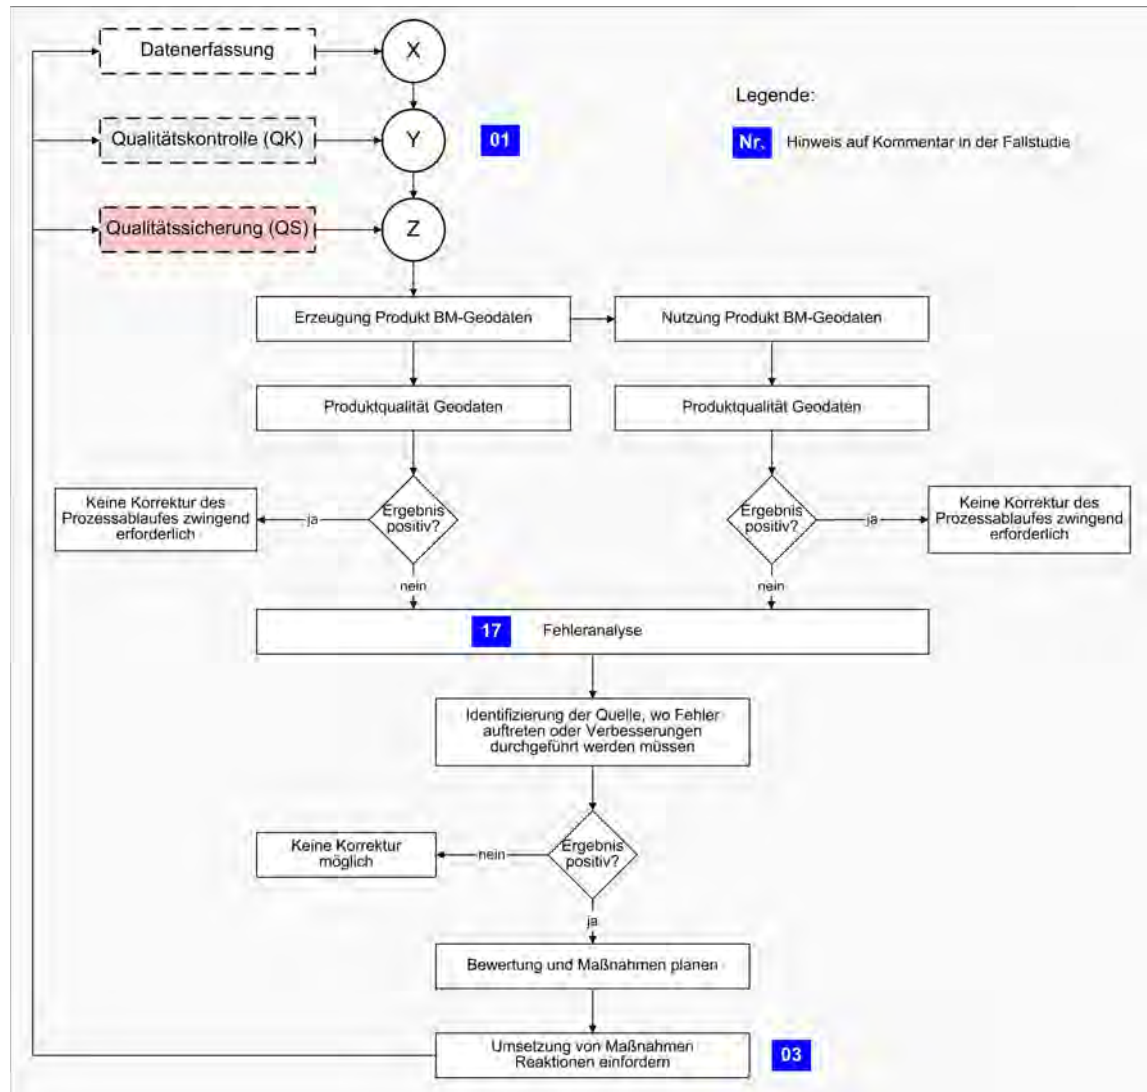 Datenerfassung
X
Legende:
Qualitätskontrolle (QK)
Y
01
Nr.
Hinweis auf Kommentar in der Fallstudie
Qualitätssicherung (QS)
Z
Erzeugung Produkt BM-Geodaten
Nutzung Produkt BM-Geodaten
Produktqualität Geodaten
Produktqualität Geodaten
Keine Korrektur des
Prozessablaufes zwingend
erforderlich
ja
Ergebnis
positiv?
Ergebnis
positiv?
ja
Keine Korrektur des
Prozessablaufes zwingend
erforderlich
nein
nein
17
Fehleranalyse
Identifizierung der Quelle, wo Fehler
auftreten oder Verbesserungen
durchgeführt werden müssen
Keine Korrektur
möglich
nein
Ergebnis
positiv?
ja
Bewertung und Maßnahmen planen
Umsetzung von Maßnahmen
Reaktionen einfordern
03